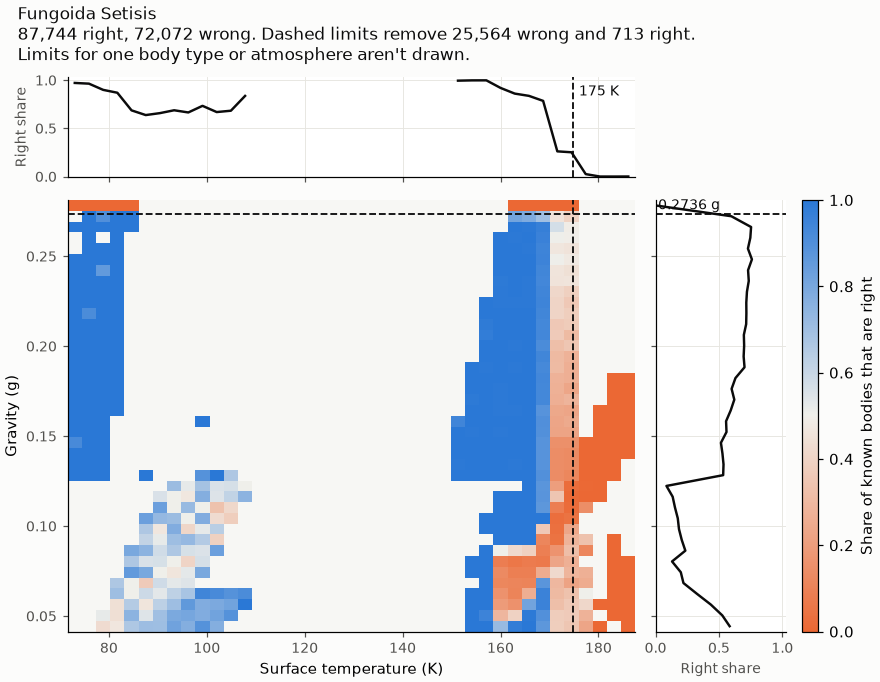 Fungoida Setisis
87,744 right, 72,072 wrong. Dashed limits remove 25,564 wrong and 713 right.
Limits for one body type or atmosphere aren't drawn.
Right share
1.0
0.5
0.0
175 K
Gravity (g)
0.25
0.20
0.15
0.10
0.05
80
100
120
140
160
180
Surface temperature (K)
0.2736 g
0.0
0.5
1.0
Right share
1.0
0.8
0.6
0.4
0.2
0.0
Share of known bodies that are right